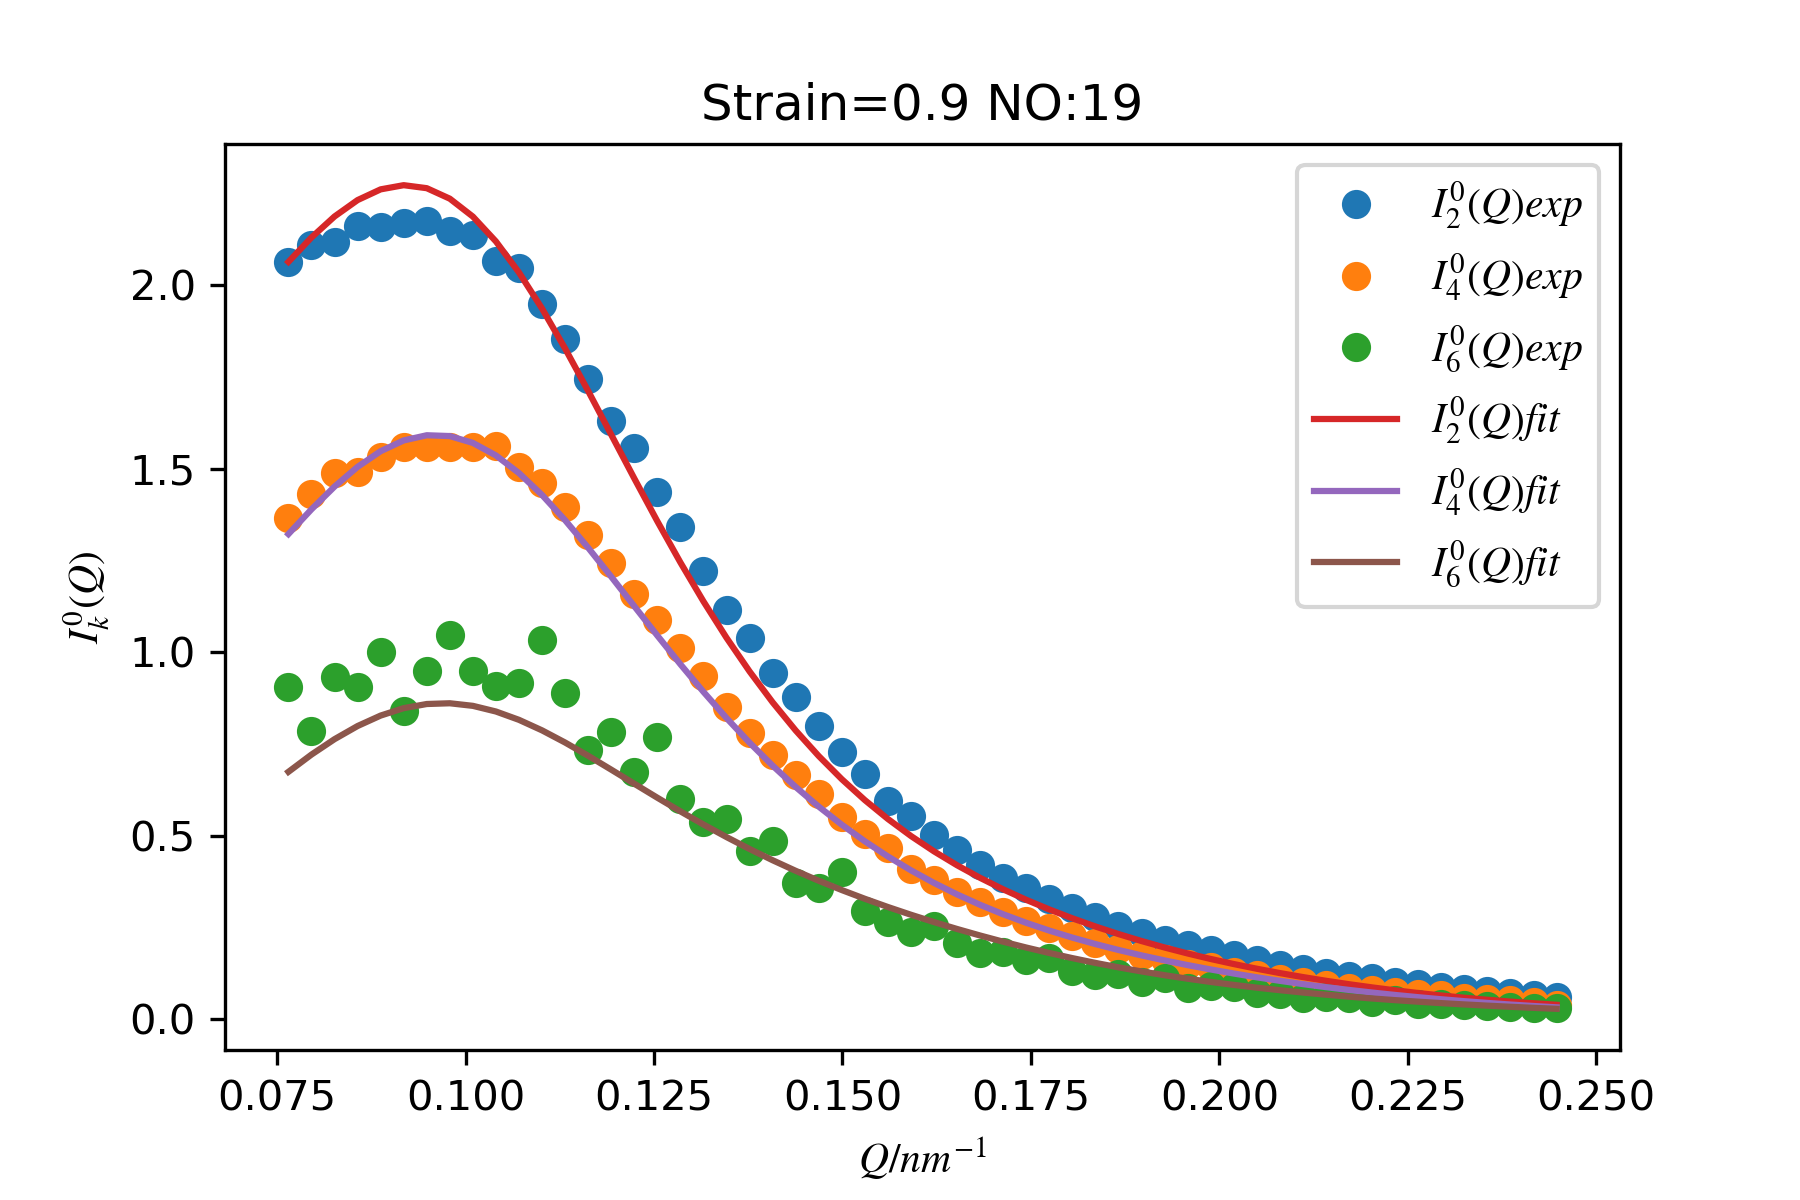 Strain=0.9 NO:19
I_2^0(Q)exp
I_4^0(Q)exp
I_6^0(Q)exp
I_2^0(Q)fit
I_4^0(Q)fit
I_6^0(Q)fit
I_k^0(Q)
2.0
1.5
1.0
0.5
0.0
0.075 0.100 0.125 0.150 0.175 0.200 0.225 0.250
Q/nm^{-1}